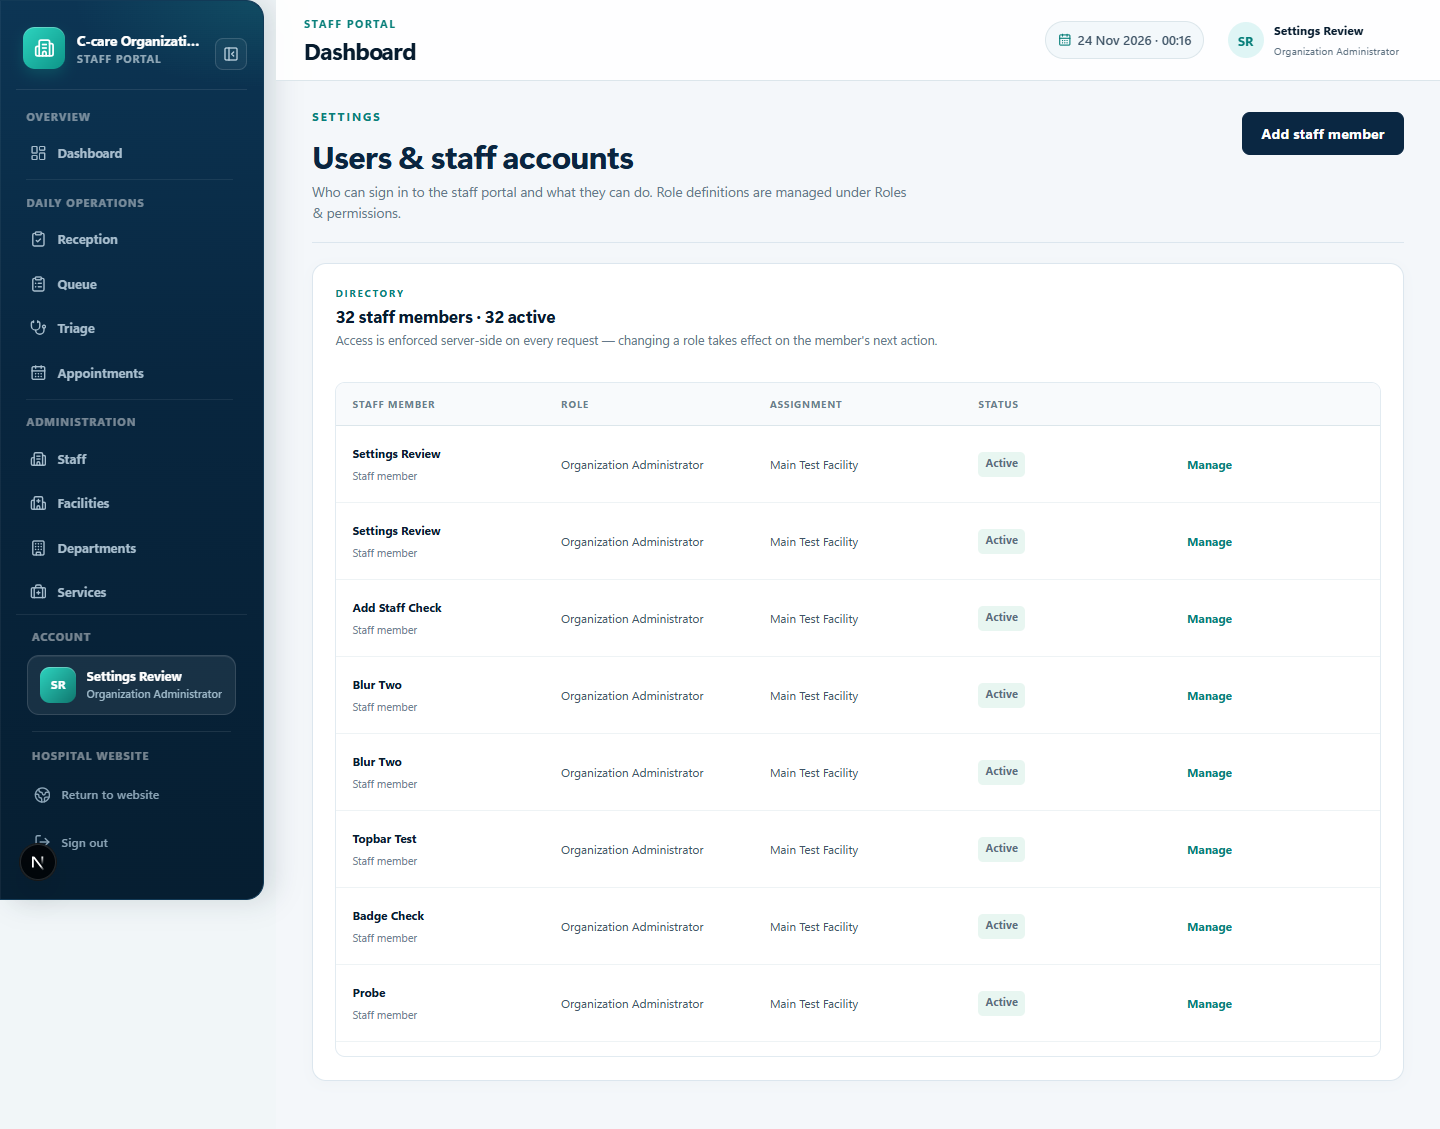 C-care Organizati...
STAFF PORTAL
OVERVIEW
Dashboard
DAILY OPERATIONS
Reception
Queue
Triage
Appointments
ADMINISTRATION
Staff
Facilities
Departments
Services
ACCOUNT
SR
Settings Review
Organization Administrator
HOSPITAL WEBSITE
Return to website
Sign out
N
STAFF PORTAL
Dashboard
24 Nov 2026 · 00:16
SR
Settings Review
Organization Administrator
SETTINGS
Users & staff accounts
Who can sign in to the staff portal and what they can do. Role definitions are managed under Roles
& permissions.
Add staff member
DIRECTORY
32 staff members · 32 active
Access is enforced server-side on every request — changing a role takes effect on the member's next action.
STAFF MEMBER ROLE ASSIGNMENT STATUS
Settings Review
Staff member
Organization Administrator Main Test Facility Active Manage
Settings Review
Staff member
Organization Administrator Main Test Facility Active Manage
Add Staff Check
Staff member
Organization Administrator Main Test Facility Active Manage
Blur Two
Staff member
Organization Administrator Main Test Facility Active Manage
Blur Two
Staff member
Organization Administrator Main Test Facility Active Manage
Topbar Test
Staff member
Organization Administrator Main Test Facility Active Manage
Badge Check
Staff member
Organization Administrator Main Test Facility Active Manage
Probe
Staff member
Organization Administrator Main Test Facility Active Manage